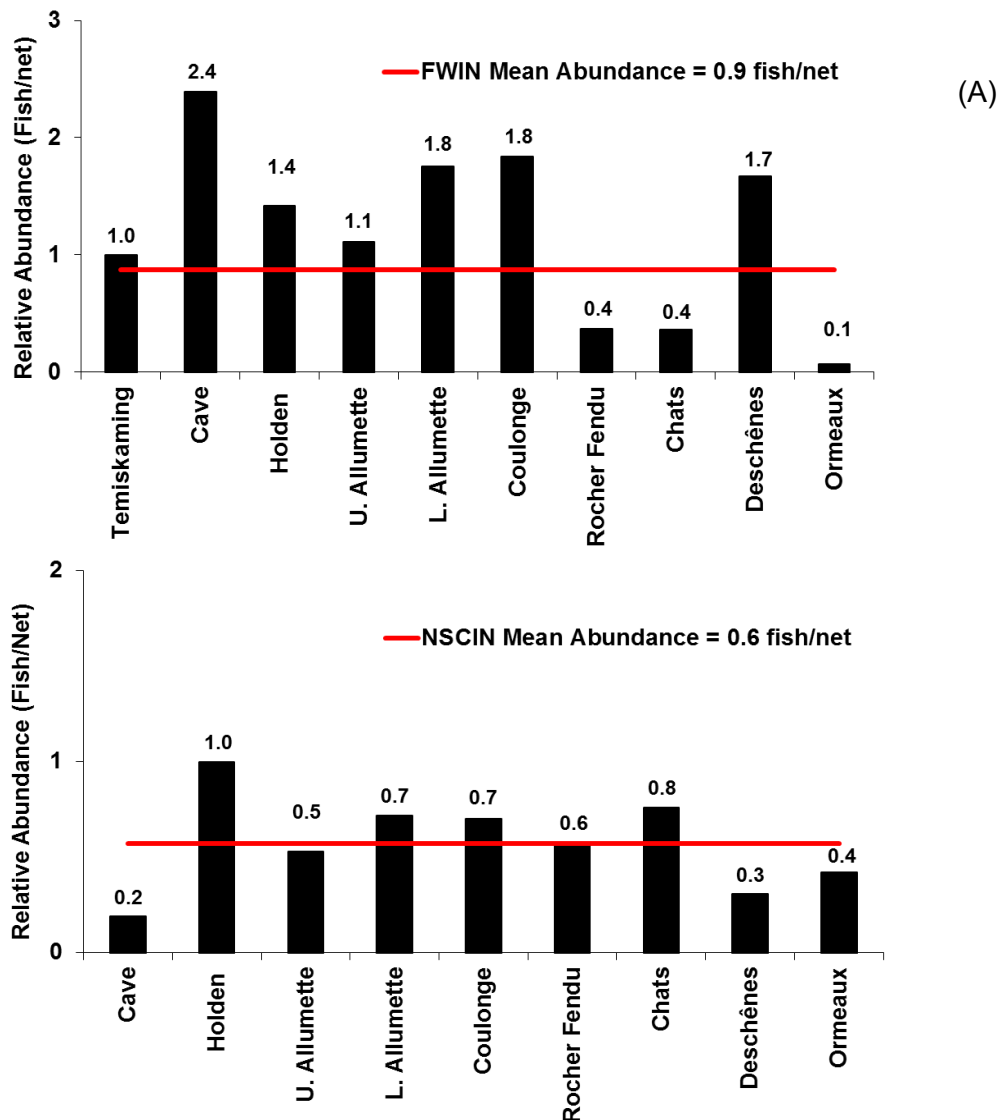 3
FWIN Mean Abundance = 0.9 fish/net
(A)
Relative Abundance (Fish/net)
2
1
0
1.0
2.4
1.4
1.1
1.8
1.8
0.4
0.4
1.7
0.1
Temiskaming
Cave
Holden
U. Allumette
L. Allumette
Coulonge
Rocher Fendu
Chats
Deschênes
Ormeaux
2
NSCIN Mean Abundance = 0.6 fish/net
Relative Abundance (Fish/Net)
1
0
0.2
1.0
0.5
0.7
0.7
0.6
0.8
0.3
0.4
Cave
Holden
U. Allumette
L. Allumette
Coulonge
Rocher Fendu
Chats
Deschênes
Ormeaux